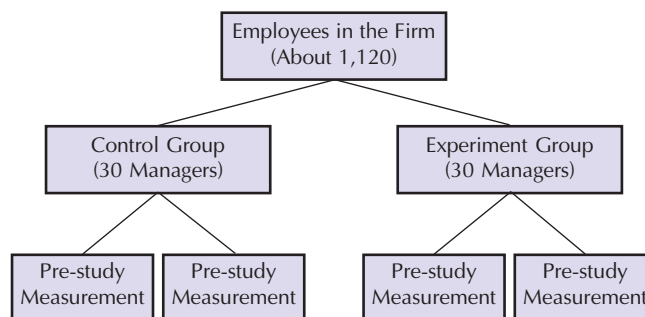 Employees in the Firm
(About 1,120)
Control Group
(30 Managers)
Experiment Group
(30 Managers)
Pre-study
Measurement
Pre-study
Measurement
Pre-study
Measurement
Pre-study
Measurement